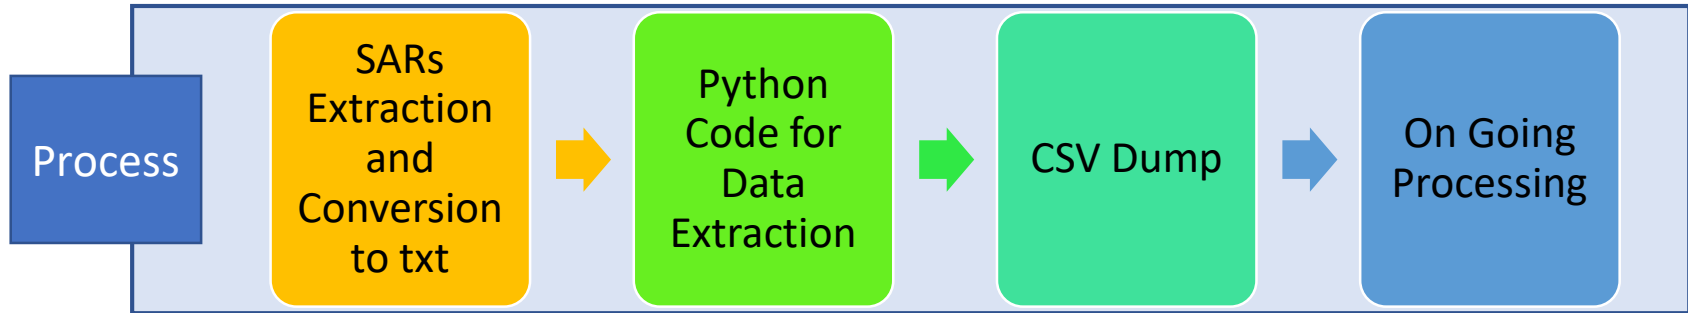 Process
SARs
Extraction
and
Conversion
to txt
Python
Code for
Data
Extraction
CSV Dump
On Going
Processing